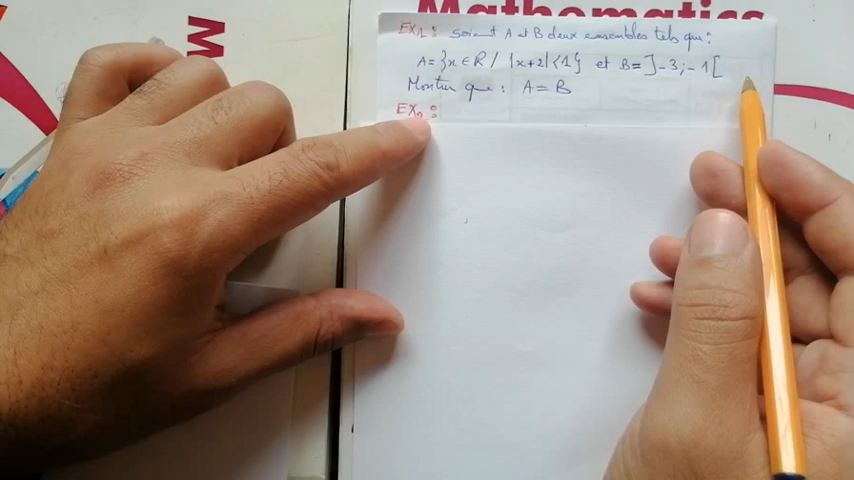 Mathematics
M
EX1: Soient A et B deux ensembles tels que:
A={x ∈ R / |x+2|<1} et B= ]-3;-1[
Montrer que: A = B
EX2: